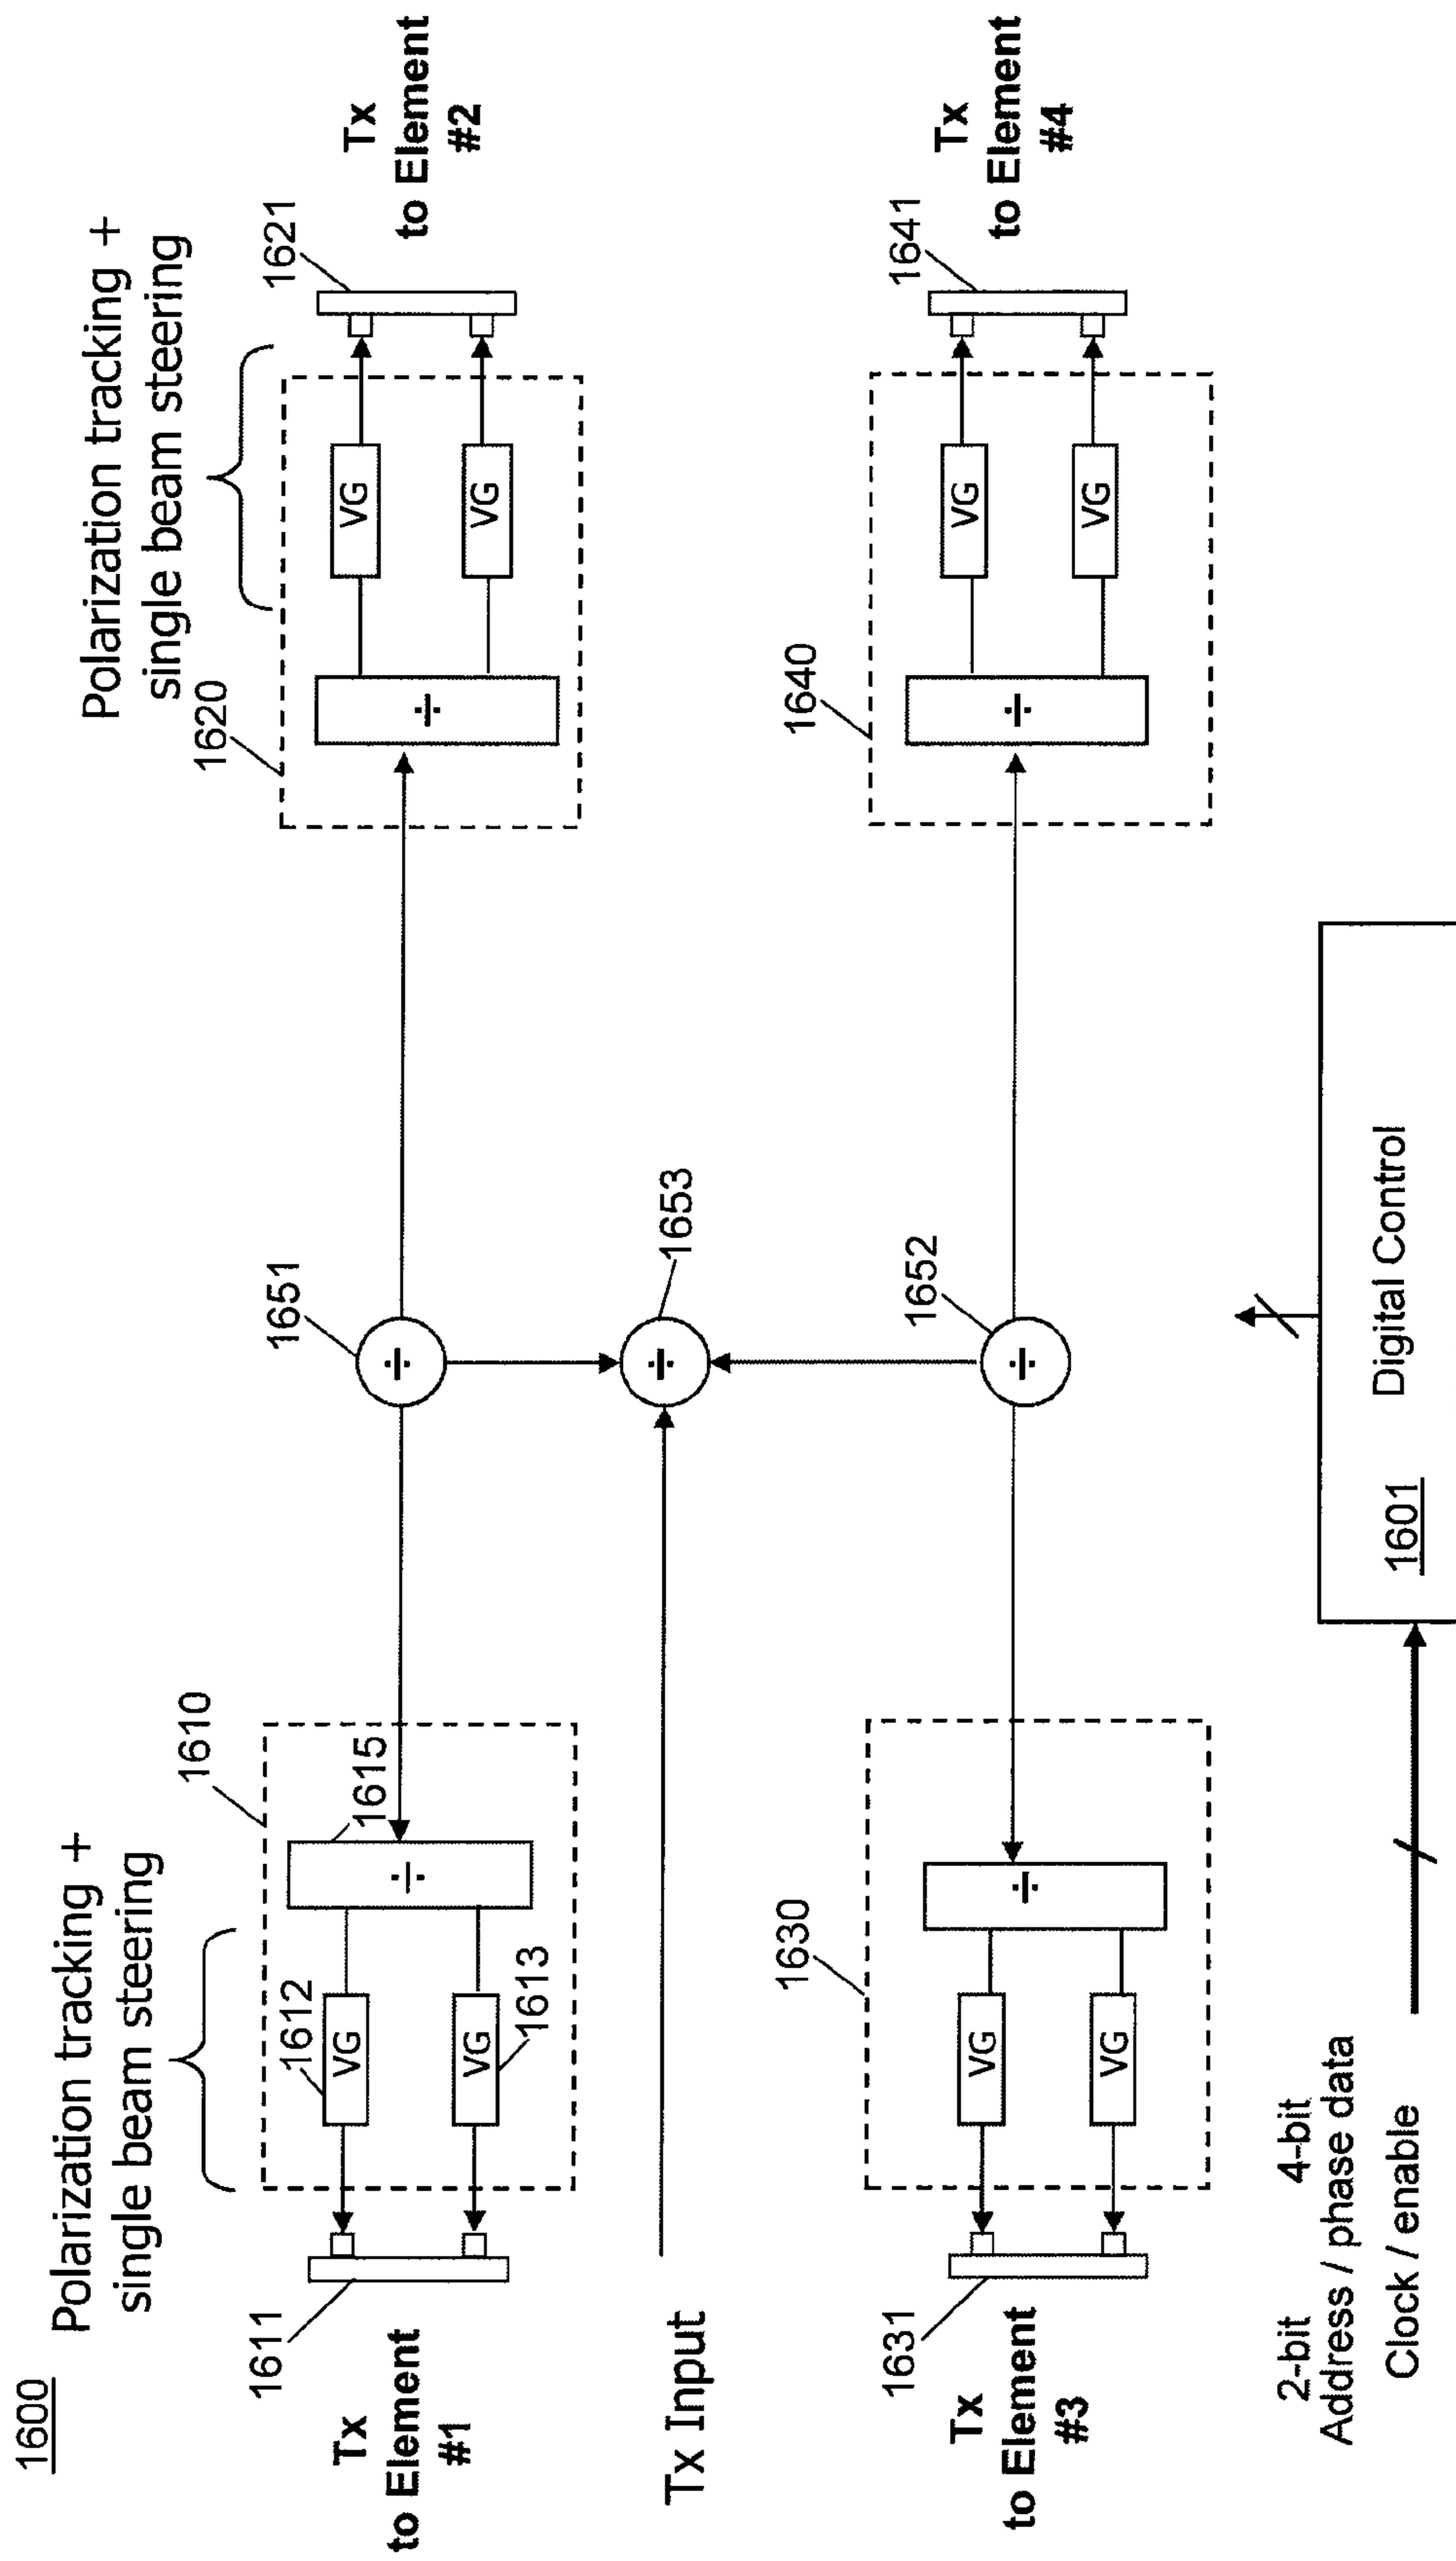 1600
Polarization tracking +
single beam steering
Polarization tracking +
single beam steering
1610
1620
1611
1612
VG
1615
÷
1651
÷
÷
VG
1621
Tx
to Element
#1
VG
1613
VG
Tx
to Element
#2
Tx Input
÷
1653
1630
1652
1640
1631
VG
÷
÷
÷
VG
1641
Tx
to Element
#3
VG
VG
Tx
to Element
#4
2-bit 4-bit
Address / phase data
Clock / enable
1601 Digital Control